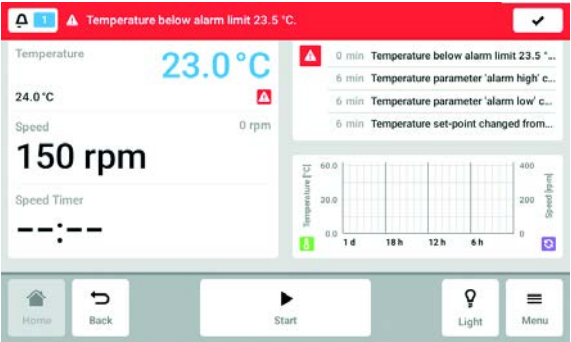 1 Temperature below alarm limit 23.5 °C.
Temperature
23.0°C
24.0°C
Speed
0 rpm
150 rpm
Speed Timer
--:--
0 min Temperature below alarm limit 23.5 °...
6 min Temperature parameter 'alarm high' c...
6 min Temperature parameter 'alarm low' c...
6 min Temperature set-point changed from...
Temperature [°C]
60.0
30.0
0.0
1 d 18 h 12 h 6 h
400
200
0
Speed [rpm]
Home
Back
Start
Light
Menu